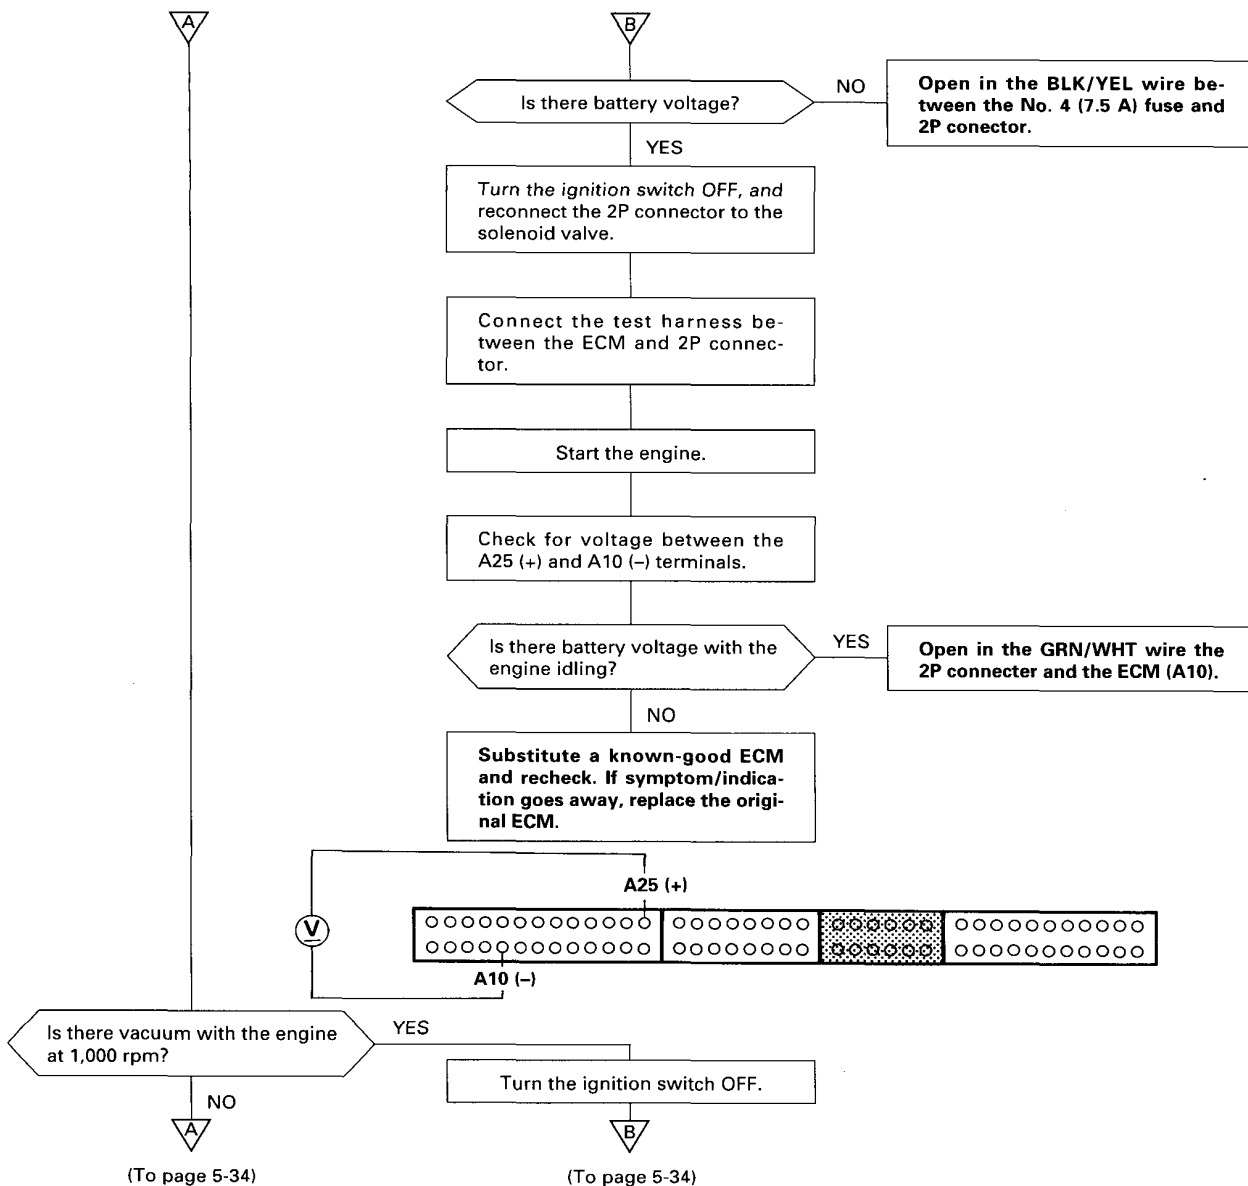 A
B
Is there battery voltage?
NO
Open in the BLK/YEL wire be-
tween the No. 4 (7.5 A) fuse and
2P conector.
YES
Turn the ignition switch OFF, and
reconnect the 2P connector to the
solenoid valve.
Connect the test harness be-
tween the ECM and 2P connec-
tor.
Start the engine.
Check for voltage between the
A25 (+) and A10 (–) terminals.
Is there battery voltage with the
engine idling?
YES
Open in the GRN/WHT wire the
2P connecter and the ECM (A10).
NO
Substitute a known-good ECM
and recheck. If symptom/indica-
tion goes away, replace the origi-
nal ECM.
A25 (+)
V
A10 (–)
Is there vacuum with the engine
at 1,000 rpm?
YES
Turn the ignition switch OFF.
NO
A
B
(To page 5-34)
(To page 5-34)